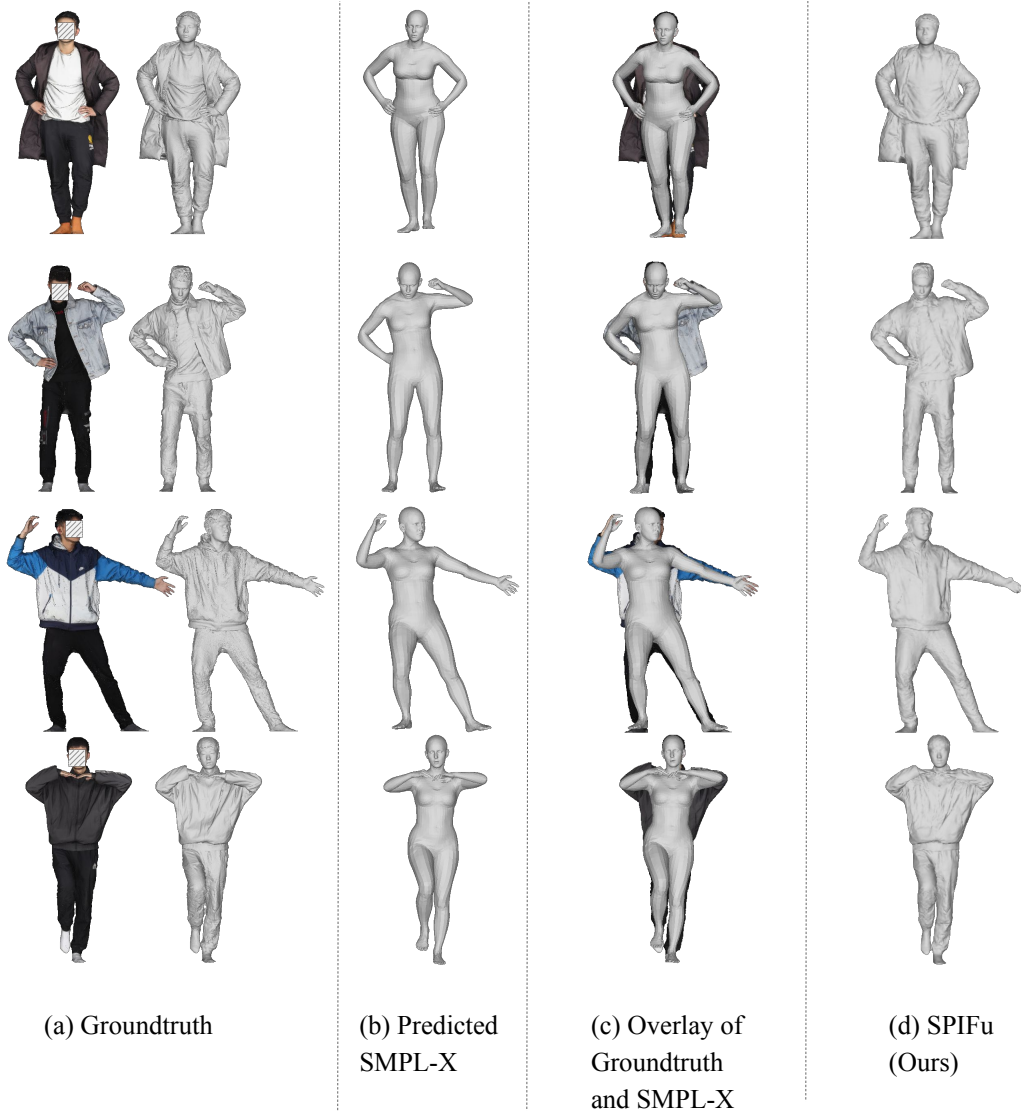 (a) Groundtruth
(b) Predicted
SMPL-X
(c) Overlay of
Groundtruth
and SMPL-X
(d) SPIFu
(Ours)